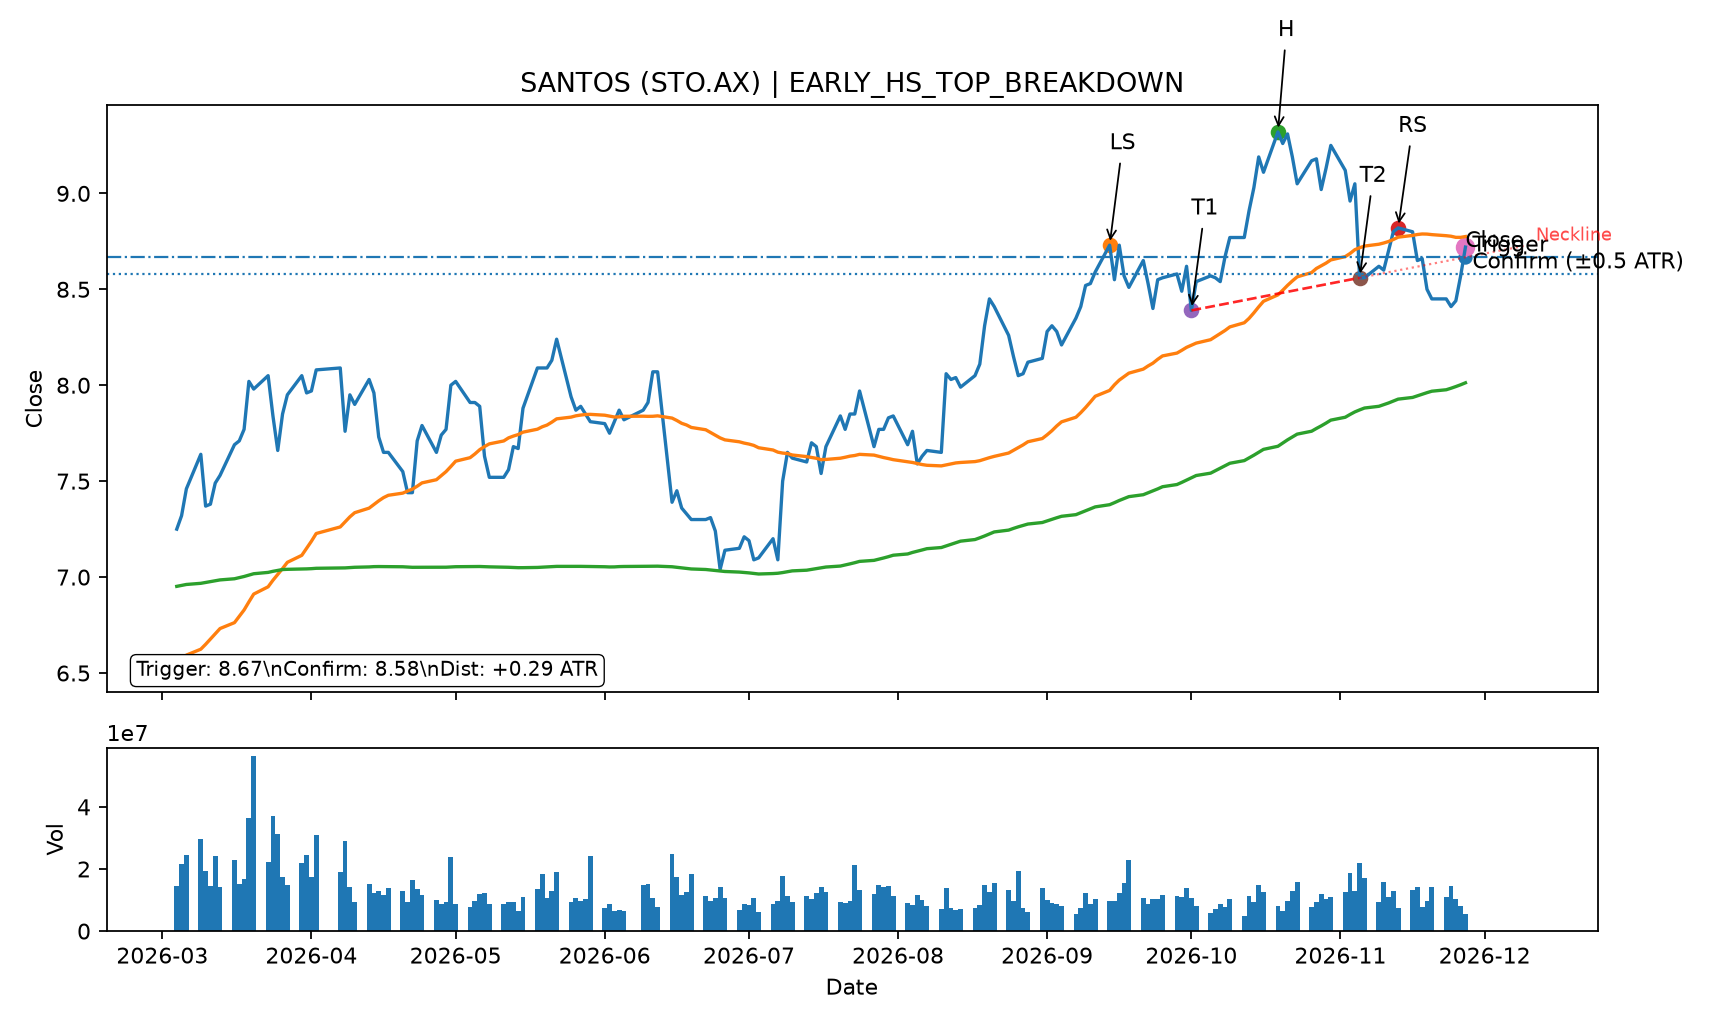 H
SANTOS (STO.AX) | EARLY_HS_TOP_BREAKDOWN
LS
RS
T2
T1
Close
Trigger
Neckline
Confirm (±0.5 ATR)
Close
9.0
8.5
8.0
7.5
7.0
6.5
Trigger: 8.67\nConfirm: 8.58\nDist: +0.29 ATR
1e7
Vol
4
2
0
2026-03 2026-04 2026-05 2026-06 2026-07 2026-08 2026-09 2026-10 2026-11 2026-12
Date